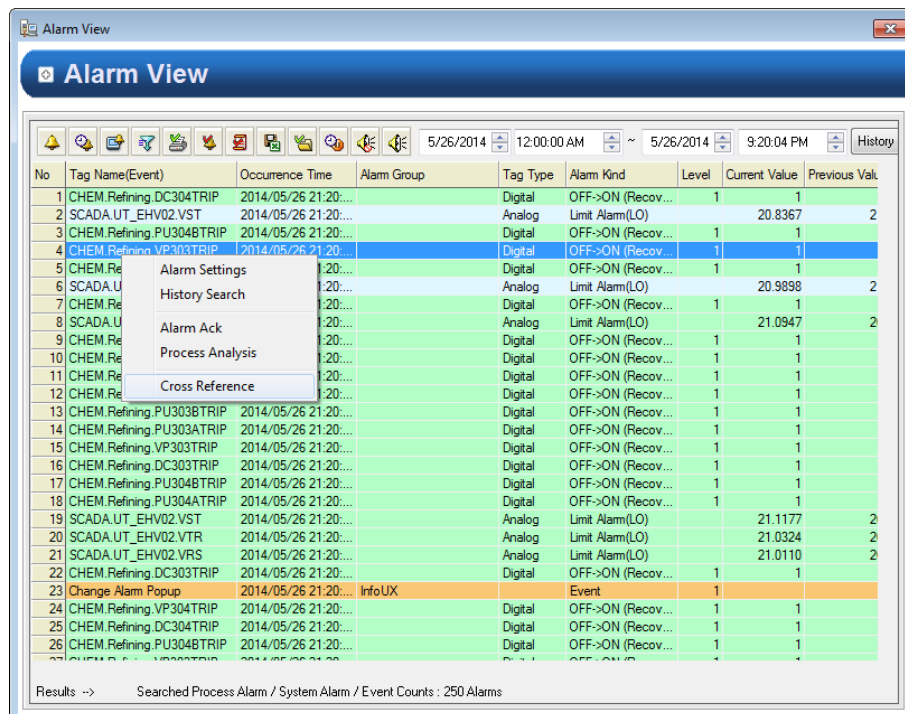 Alarm View
Alarm View
5/26/2014 12:00:00 AM ~ 5/26/2014 9:20:04 PM History
No Tag Name(Event) Occurrence Time Alarm Group Tag Type Alarm Kind Level Current Value Previous Valu
1 CHEM.Refining.DC304TRIP 2014/05/26 21:20:... Digital OFF->ON (Recov... 1 1
2 SCADA.UT_EHV02.VST 2014/05/26 21:20:... Analog Limit Alarm(LO) 20.8367 2
3 CHEM.Refining.PU304BTRIP 2014/05/26 21:20:... Digital OFF->ON (Recov... 1 1
4 CHEM.Refining.VP303TRIP 2014/05/26 21:20:... Digital OFF->ON (Recov... 1 1
5 CHEM.Re 1:20:... Digital OFF->ON (Recov... 1 1
Alarm Settings
6 SCADA.U 1:20:... Analog Limit Alarm(LO) 20.9898 2
History Search
7 CHEM.Re 1:20:... Digital OFF->ON (Recov... 1 1
8 SCADA.U 1:20:... Analog Limit Alarm(LO) 21.0947 2
Alarm Ack
9 CHEM.Re 1:20:... Digital OFF->ON (Recov... 1 1
Process Analysis
10 CHEM.Re 1:20:... Digital OFF->ON (Recov... 1 1
11 CHEM.Re 1:20:... Digital OFF->ON (Recov... 1 1
Cross Reference
12 CHEM.Re 1:20:... Digital OFF->ON (Recov... 1 1
13 CHEM.Refining.PU303BTRIP 2014/05/26 21:20:... Digital OFF->ON (Recov... 1 1
14 CHEM.Refining.PU303ATRIP 2014/05/26 21:20:... Digital OFF->ON (Recov... 1 1
15 CHEM.Refining.VP303TRIP 2014/05/26 21:20:... Digital OFF->ON (Recov... 1 1
16 CHEM.Refining.DC303TRIP 2014/05/26 21:20:... Digital OFF->ON (Recov... 1 1
17 CHEM.Refining.PU304BTRIP 2014/05/26 21:20:... Digital OFF->ON (Recov... 1 1
18 CHEM.Refining.PU304ATRIP 2014/05/26 21:20:... Digital OFF->ON (Recov... 1 1
19 SCADA.UT_EHV02.VST 2014/05/26 21:20:... Analog Limit Alarm(LO) 21.1177 2
20 SCADA.UT_EHV02.VTR 2014/05/26 21:20:... Analog Limit Alarm(LO) 21.0324 2
21 SCADA.UT_EHV02.VRS 2014/05/26 21:20:... Analog Limit Alarm(LO) 21.0110 2
22 CHEM.Refining.DC303TRIP 2014/05/26 21:20:... Digital OFF->ON (Recov... 1 1
23 Change Alarm Popup 2014/05/26 21:20:... InfoUX Event 1
24 CHEM.Refining.VP304TRIP 2014/05/26 21:20:... Digital OFF->ON (Recov... 1 1
25 CHEM.Refining.DC304TRIP 2014/05/26 21:20:... Digital OFF->ON (Recov... 1 1
26 CHEM.Refining.PU304BTRIP 2014/05/26 21:20:... Digital OFF->ON (Recov... 1 1
Results --> Searched Process Alarm / System Alarm / Event Counts : 250 Alarms